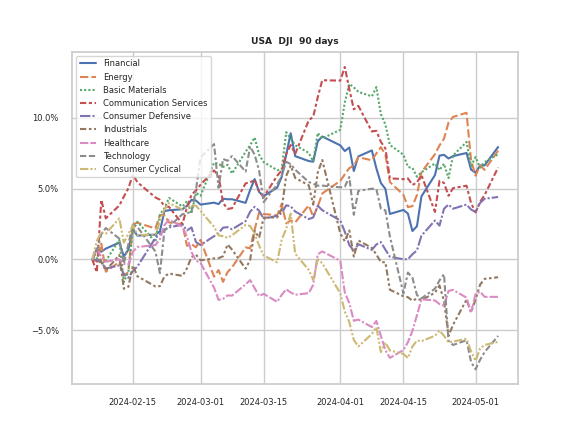 USA DJI 90 days
Financial
Energy
Basic Materials
Communication Services
Consumer Defensive
Industrials
Healthcare
Technology
Consumer Cyclical
10.0%
5.0%
0.0%
−5.0%
2024-02-15 2024-03-01 2024-03-15 2024-04-01 2024-04-15 2024-05-01